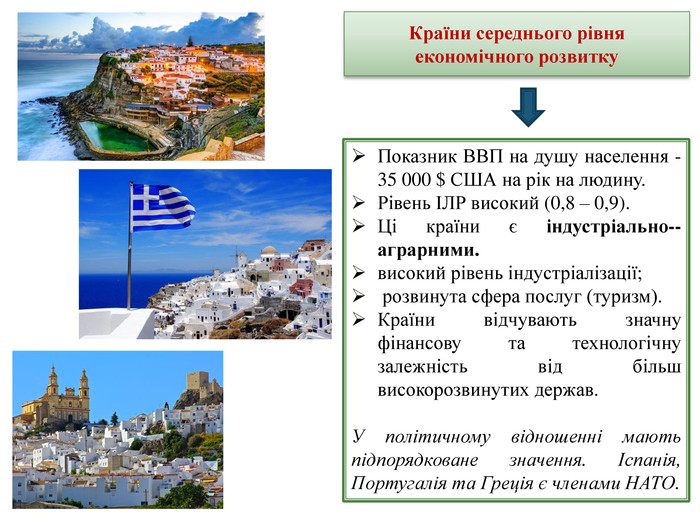 Країни середнього рівня
економічного розвитку
➢ Показник ВВП на душу населення -
35 000 $ США на рік на людину.
➢ Рівень ІЛР високий (0,8 – 0,9).
➢ Ці країни є індустріально--
аграрними.
➢ високий рівень індустріалізації;
➢ розвинута сфера послуг (туризм).
➢ Країни відчувають значну
фінансову та технологічну
залежність від більш
високорозвинутих держав.
У політичному відношенні мають
підпорядковане значення. Іспанія,
Португалія та Греція є членами НАТО.